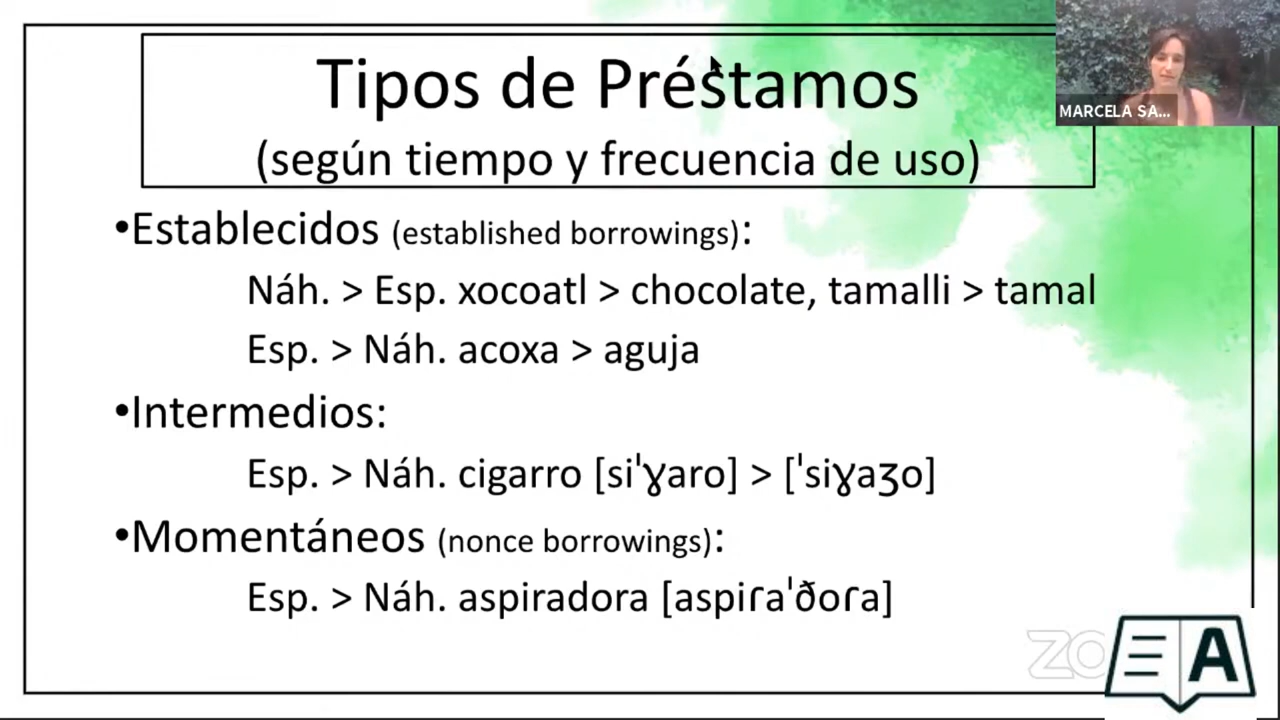 Tipos de Préstamos
(según tiempo y frecuencia de uso)
MARCELA SA...
•Establecidos (established borrowings):
Náh. > Esp. xocoatl > chocolate, tamalli > tamal
Esp. > Náh. acoxa > aguja
•Intermedios:
Esp. > Náh. cigarro [siˈɣaro] > [ˈsiɣaʒo]
•Momentáneos (nonce borrowings):
Esp. > Náh. aspiradora [aspiɾaˈðoɾa]
A